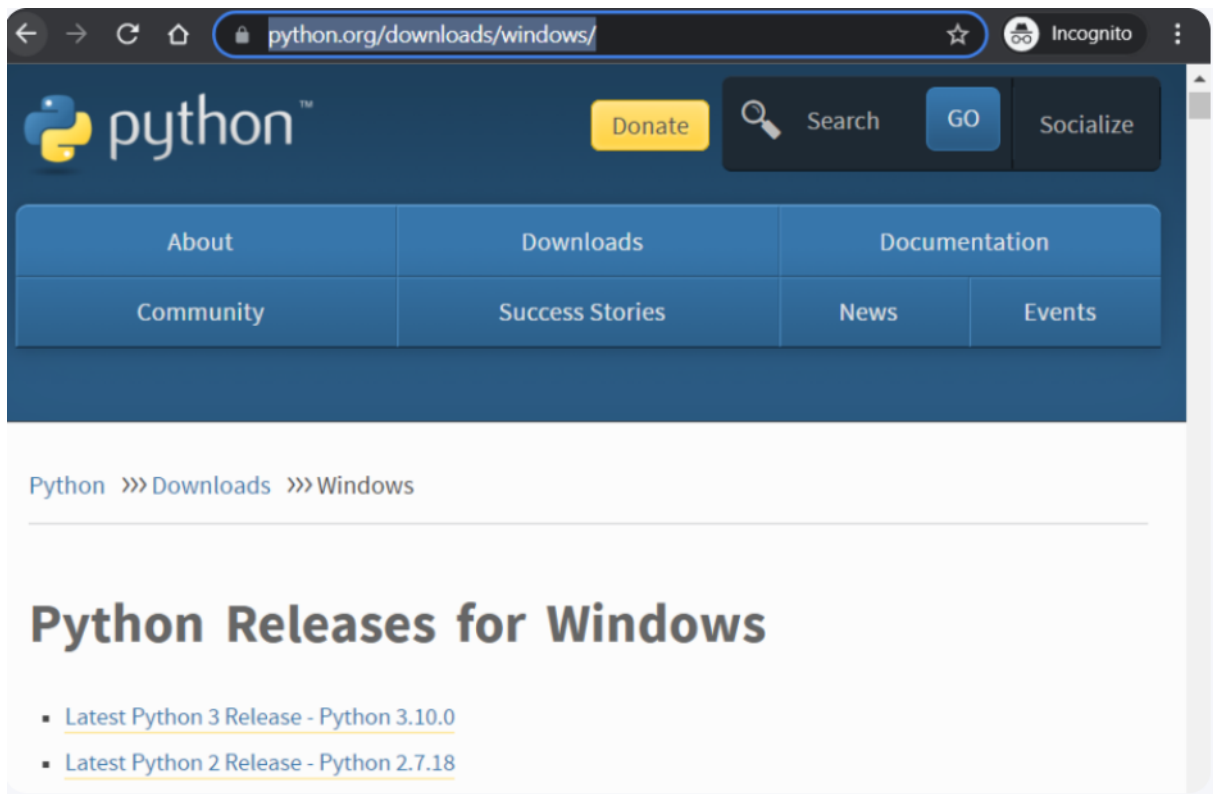 python.org/downloads/windows/ Incognito
python™ Donate Search GO Socialize
About Downloads Documentation
Community Success Stories News Events
Python >>> Downloads >>> Windows
Python Releases for Windows
Latest Python 3 Release - Python 3.10.0
Latest Python 2 Release - Python 2.7.18